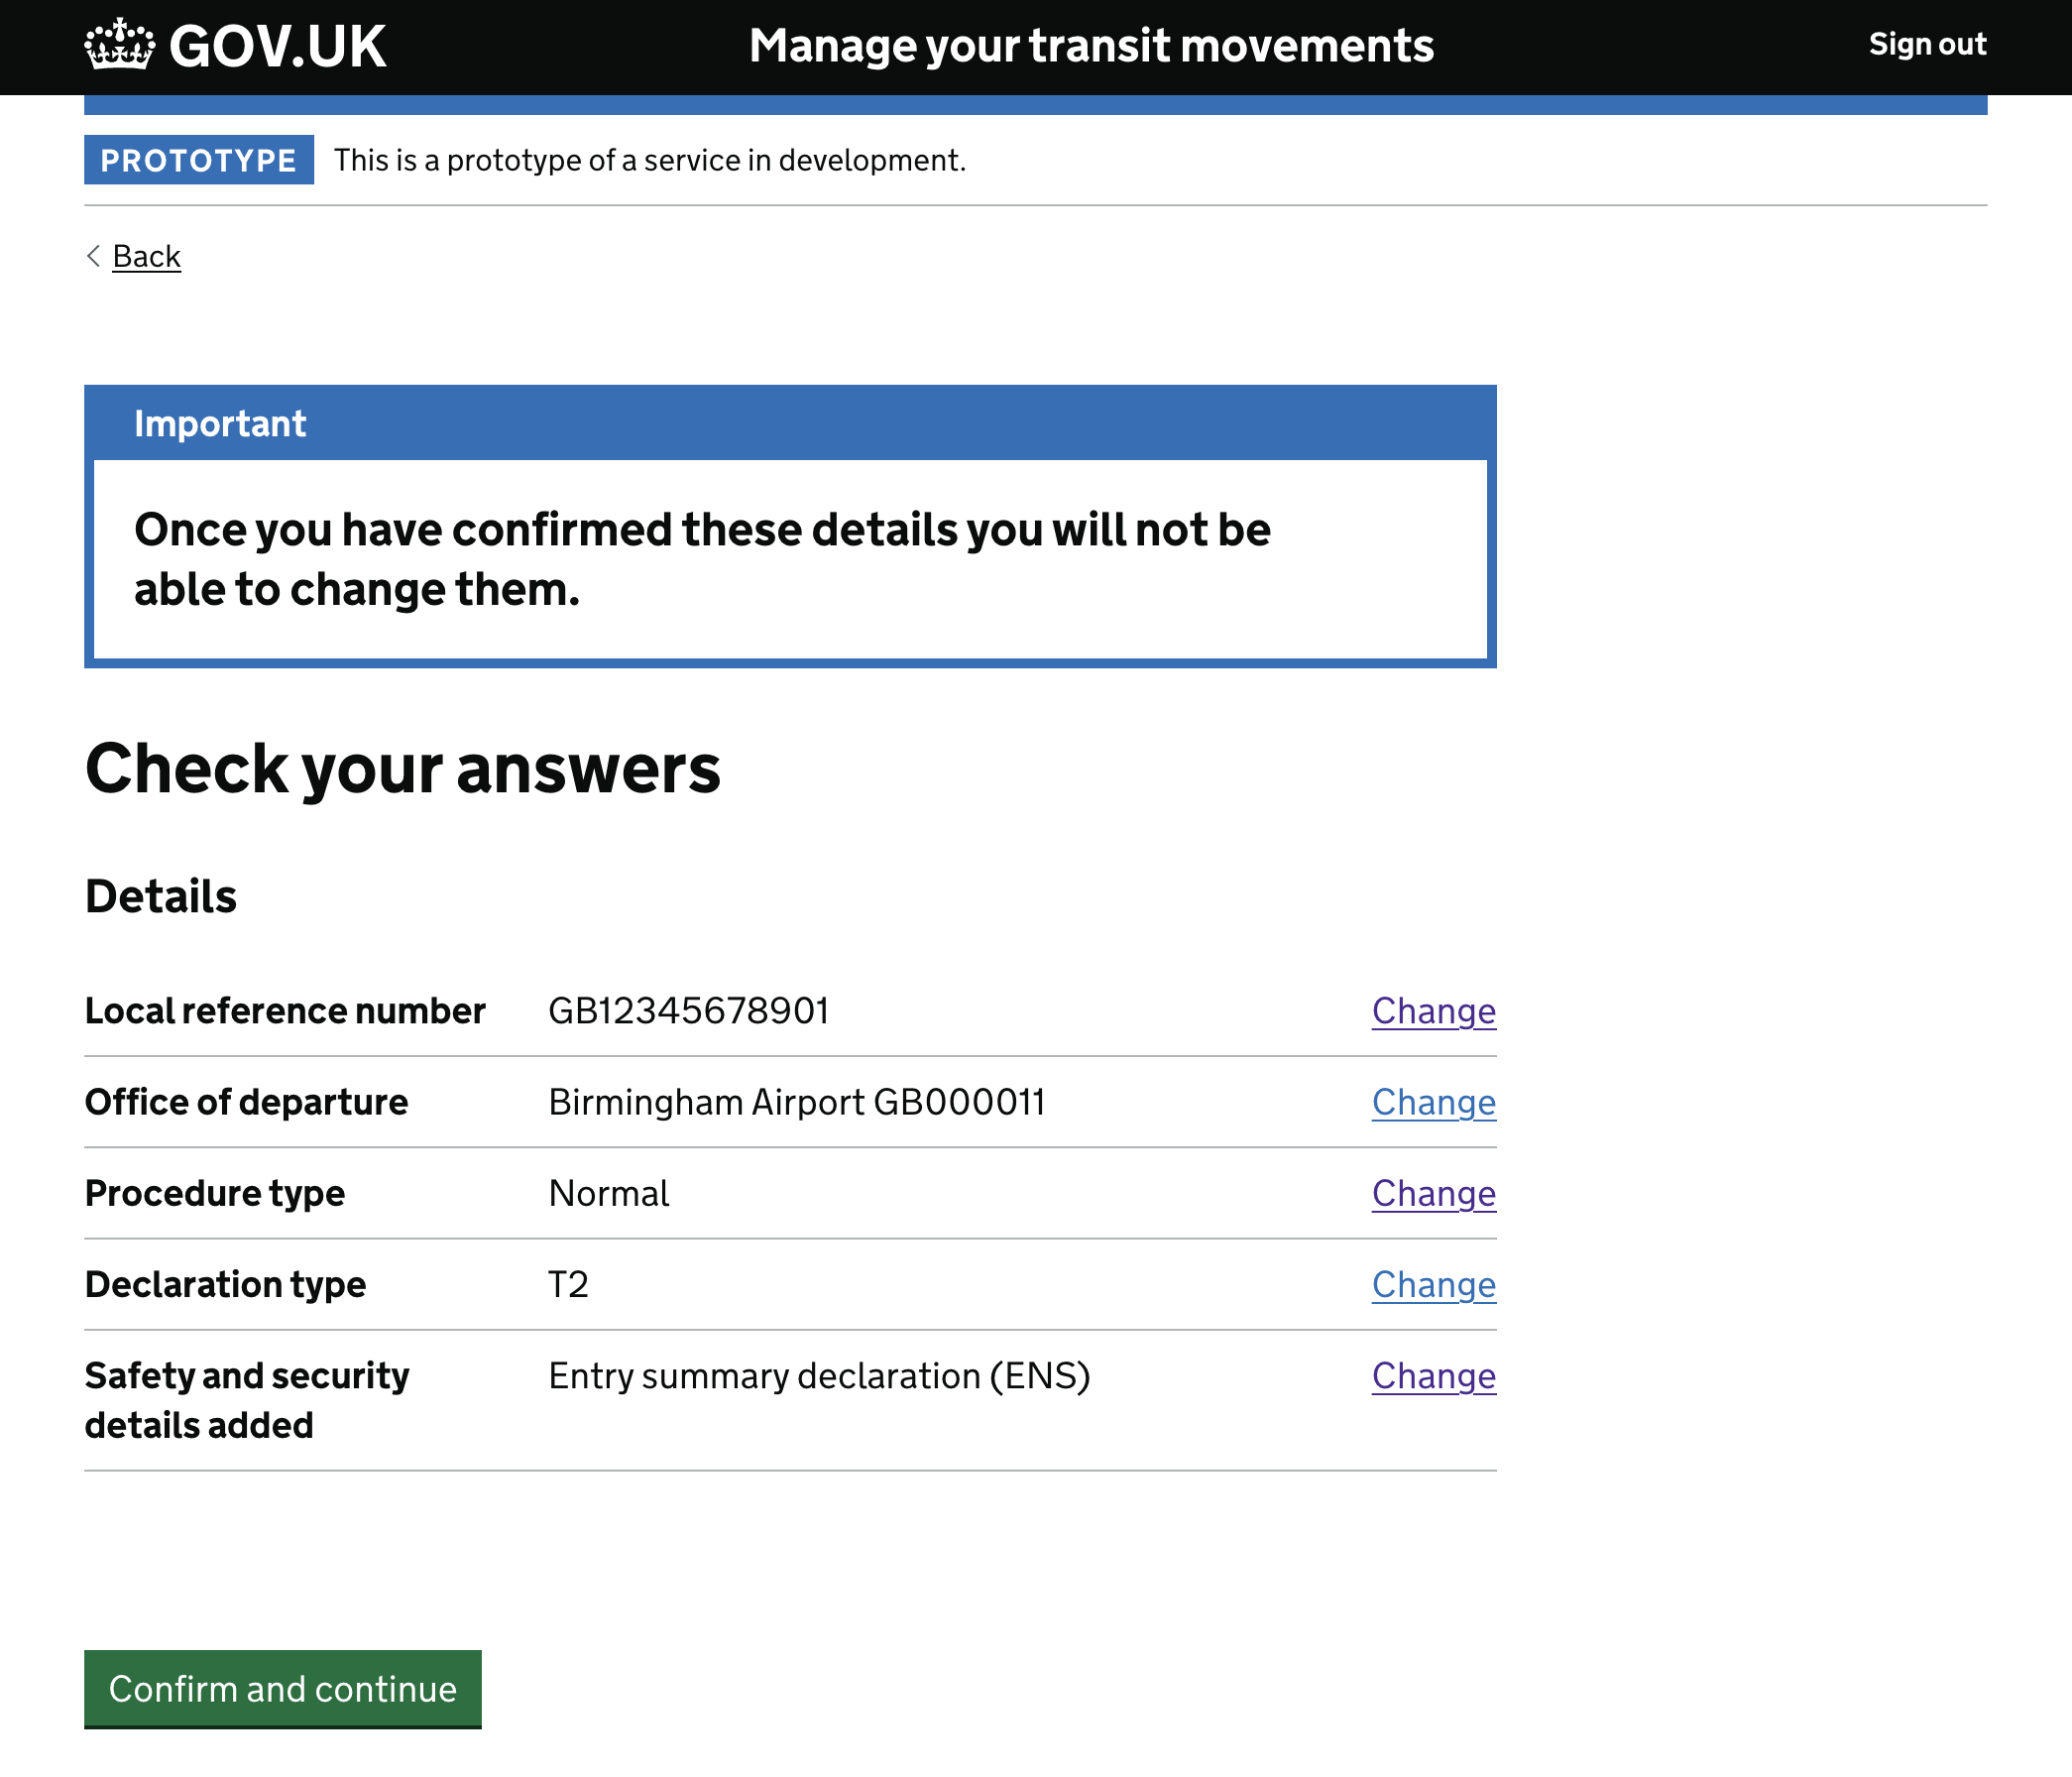 GOV.UK Manage your transit movements Sign out
PROTOTYPE This is a prototype of a service in development.
Back
Important
Once you have confirmed these details you will not be
able to change them.
Check your answers
Details
Local reference number GB12345678901 Change
Office of departure Birmingham Airport GB000011 Change
Procedure type Normal Change
Declaration type T2 Change
Safety and security Entry summary declaration (ENS) Change
details added
Confirm and continue